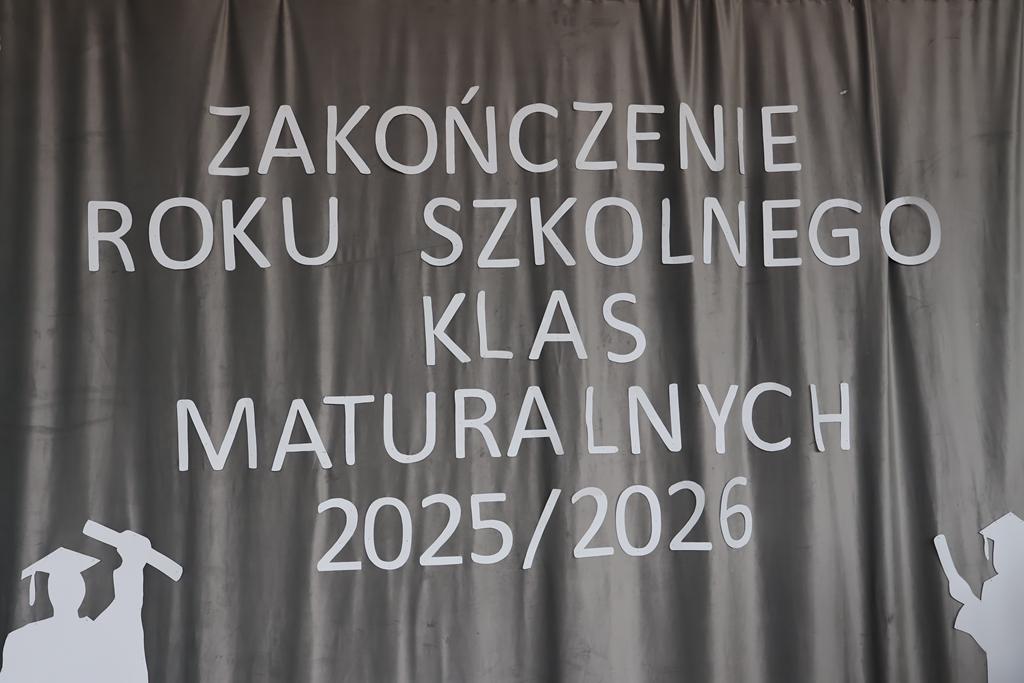 ZAKOŃCZENIE
ROKU SZKOLNEGO
KLAS
MATURALNYCH
2025/2026